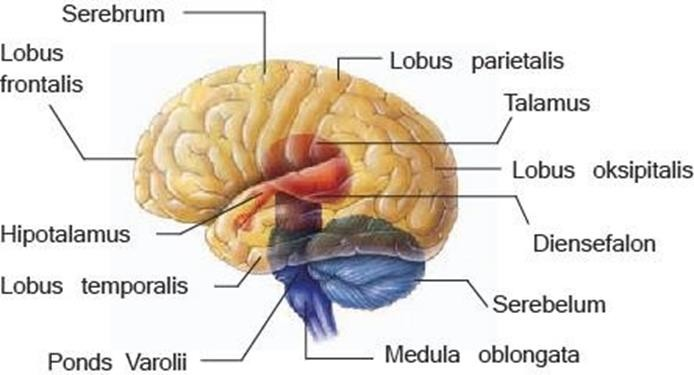 Serebrum
Lobus
frontalis
Lobus parietalis
Talamus
Lobus oksipitalis
Hipotalamus
Diensefalon
Lobus temporalis
Serebelum
Ponds Varolii
Medula oblongata